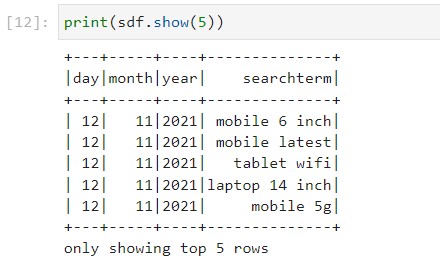 [12]: print(sdf.show(5))
+---+-----+----+--------------+
|day|month|year|    searchterm|
+---+-----+----+--------------+
| 12|   11|2021| mobile 6 inch|
| 12|   11|2021| mobile latest|
| 12|   11|2021|   tablet wifi|
| 12|   11|2021|laptop 14 inch|
| 12|   11|2021|     mobile 5g|
+---+-----+----+--------------+
only showing top 5 rows